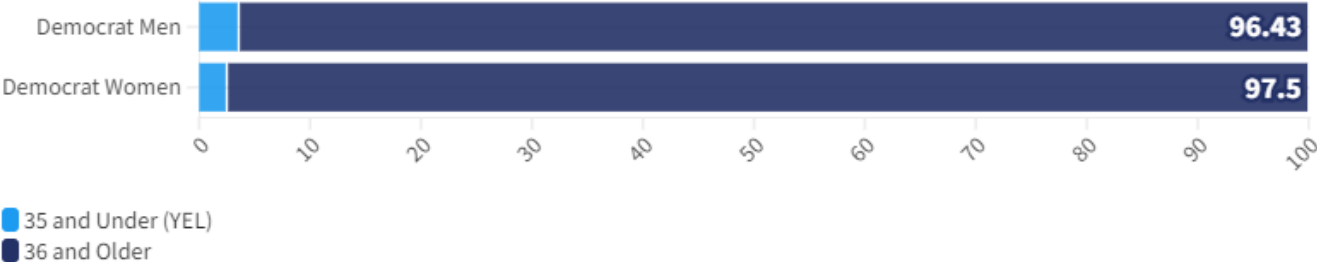 Democrat Men 96.43
Democrat Women 97.5
0 10 20 30 40 50 60 70 80 90 100
35 and Under (YEL)
36 and Older